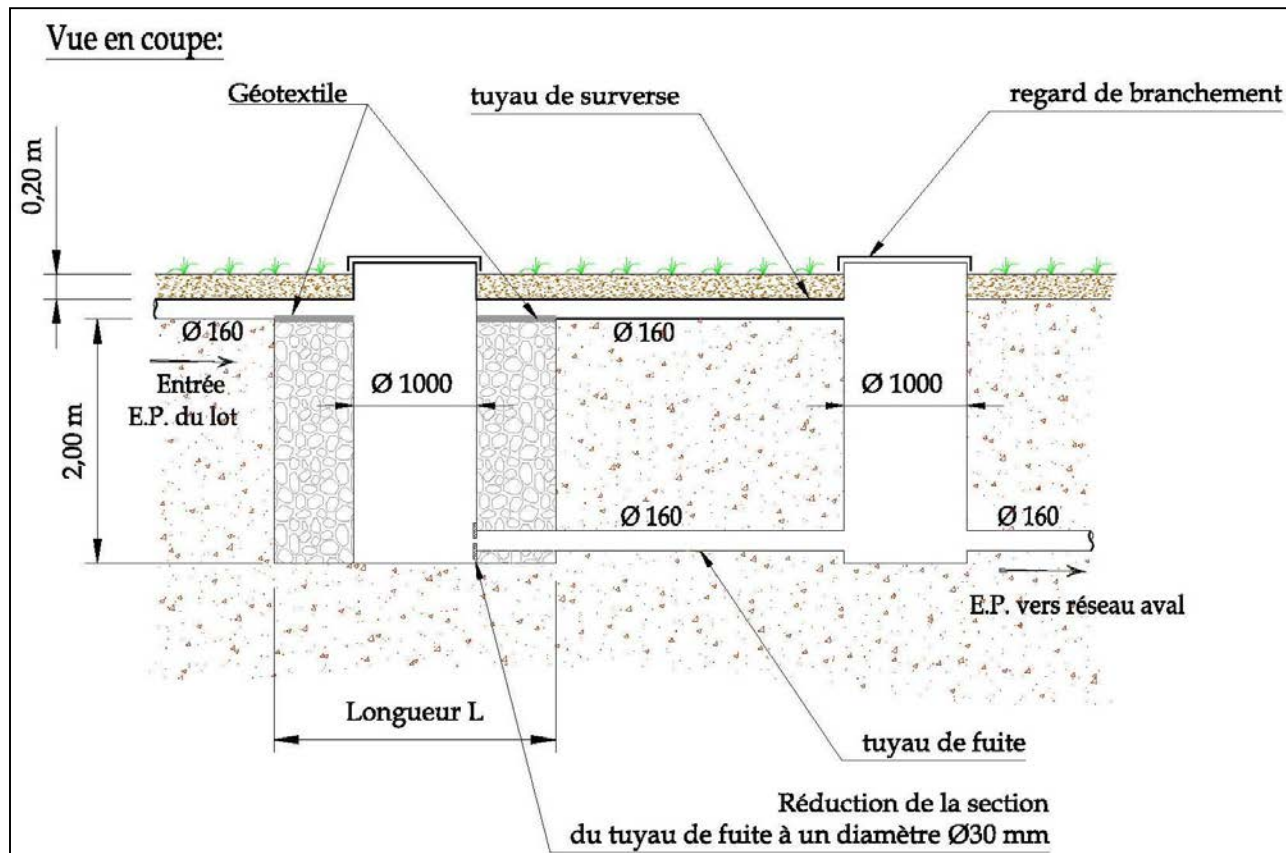 Vue en coupe:
Géotextile
tuyau de surverse
regard de branchement
0,20 m
Ø 160
Ø 160
Entrée
E.P. du lot
Ø 1000
Ø 1000
2,00 m
Ø 160
Ø 160
E.P. vers réseau aval
Longueur L
tuyau de fuite
Réduction de la section
du tuyau de fuite à un diamètre Ø30 mm